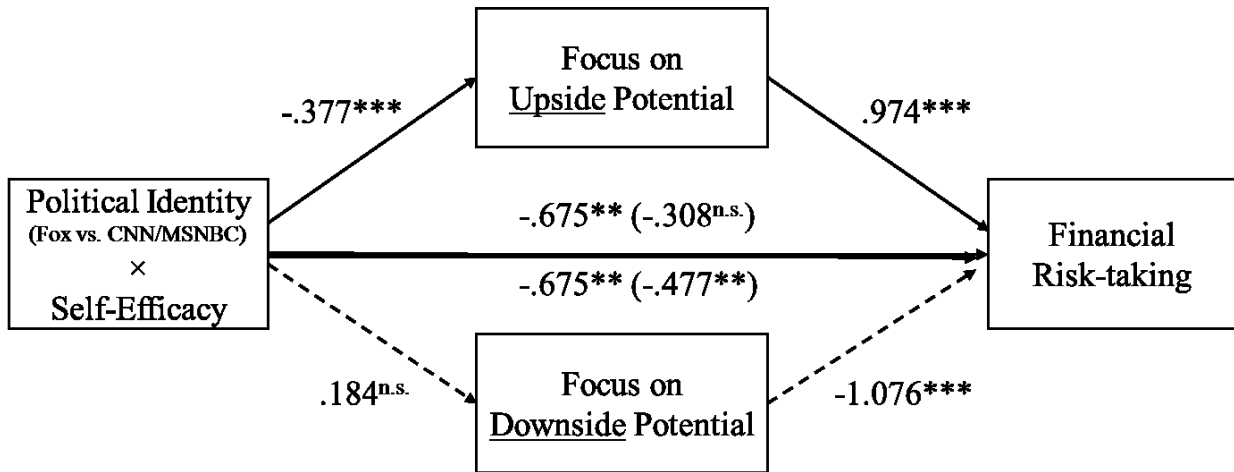 Focus on
Upside Potential
-.377***
.974***
Political Identity
(Fox vs. CNN/MSNBC)
×
Self-Efficacy
-.675** (-.308n.s.)
-.675** (-.477**)
Financial
Risk-taking
.184n.s.
Focus on
Downside Potential
-1.076***